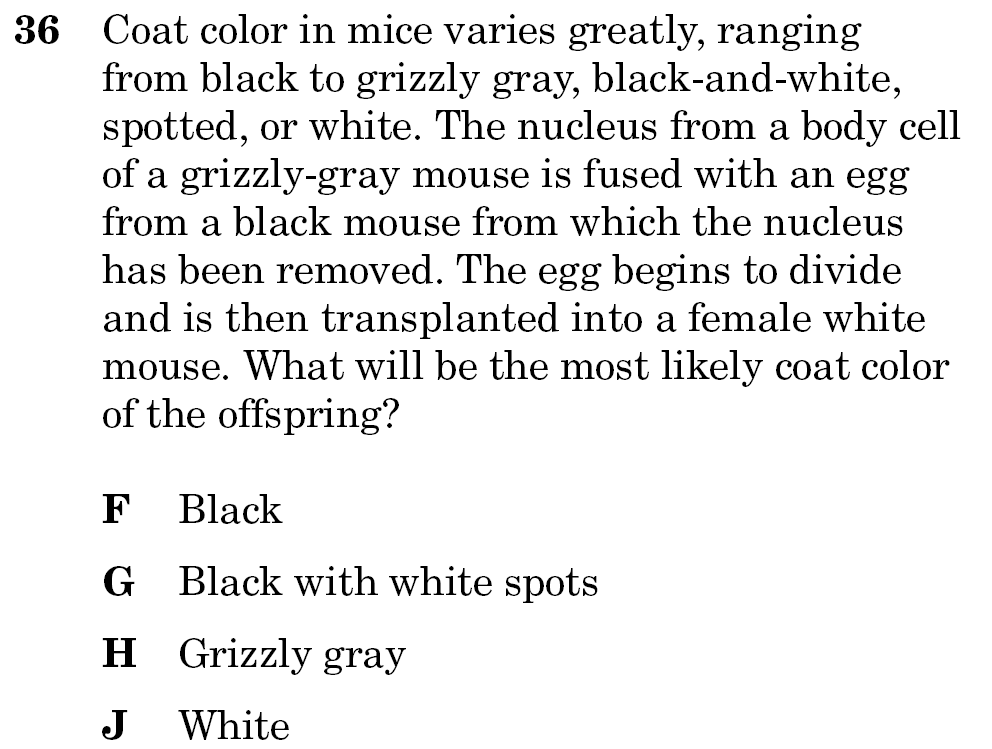 36 Coat color in mice varies greatly, ranging
from black to grizzly gray, black-and-white,
spotted, or white. The nucleus from a body cell
of a grizzly-gray mouse is fused with an egg
from a black mouse from which the nucleus
has been removed. The egg begins to divide
and is then transplanted into a female white
mouse. What will be the most likely coat color
of the offspring?
F Black
G Black with white spots
H Grizzly gray
J White